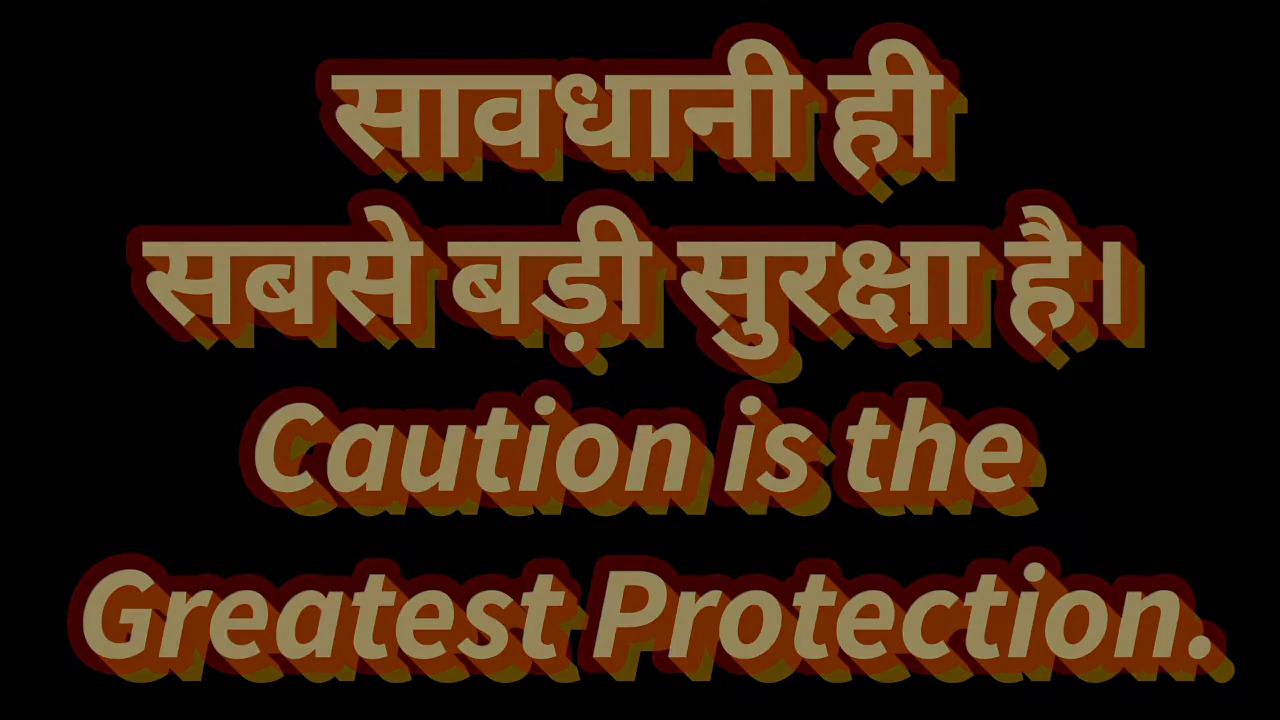 सावधानी ही
सबसे बड़ी सुरक्षा है।
Caution is the
Greatest Protection.